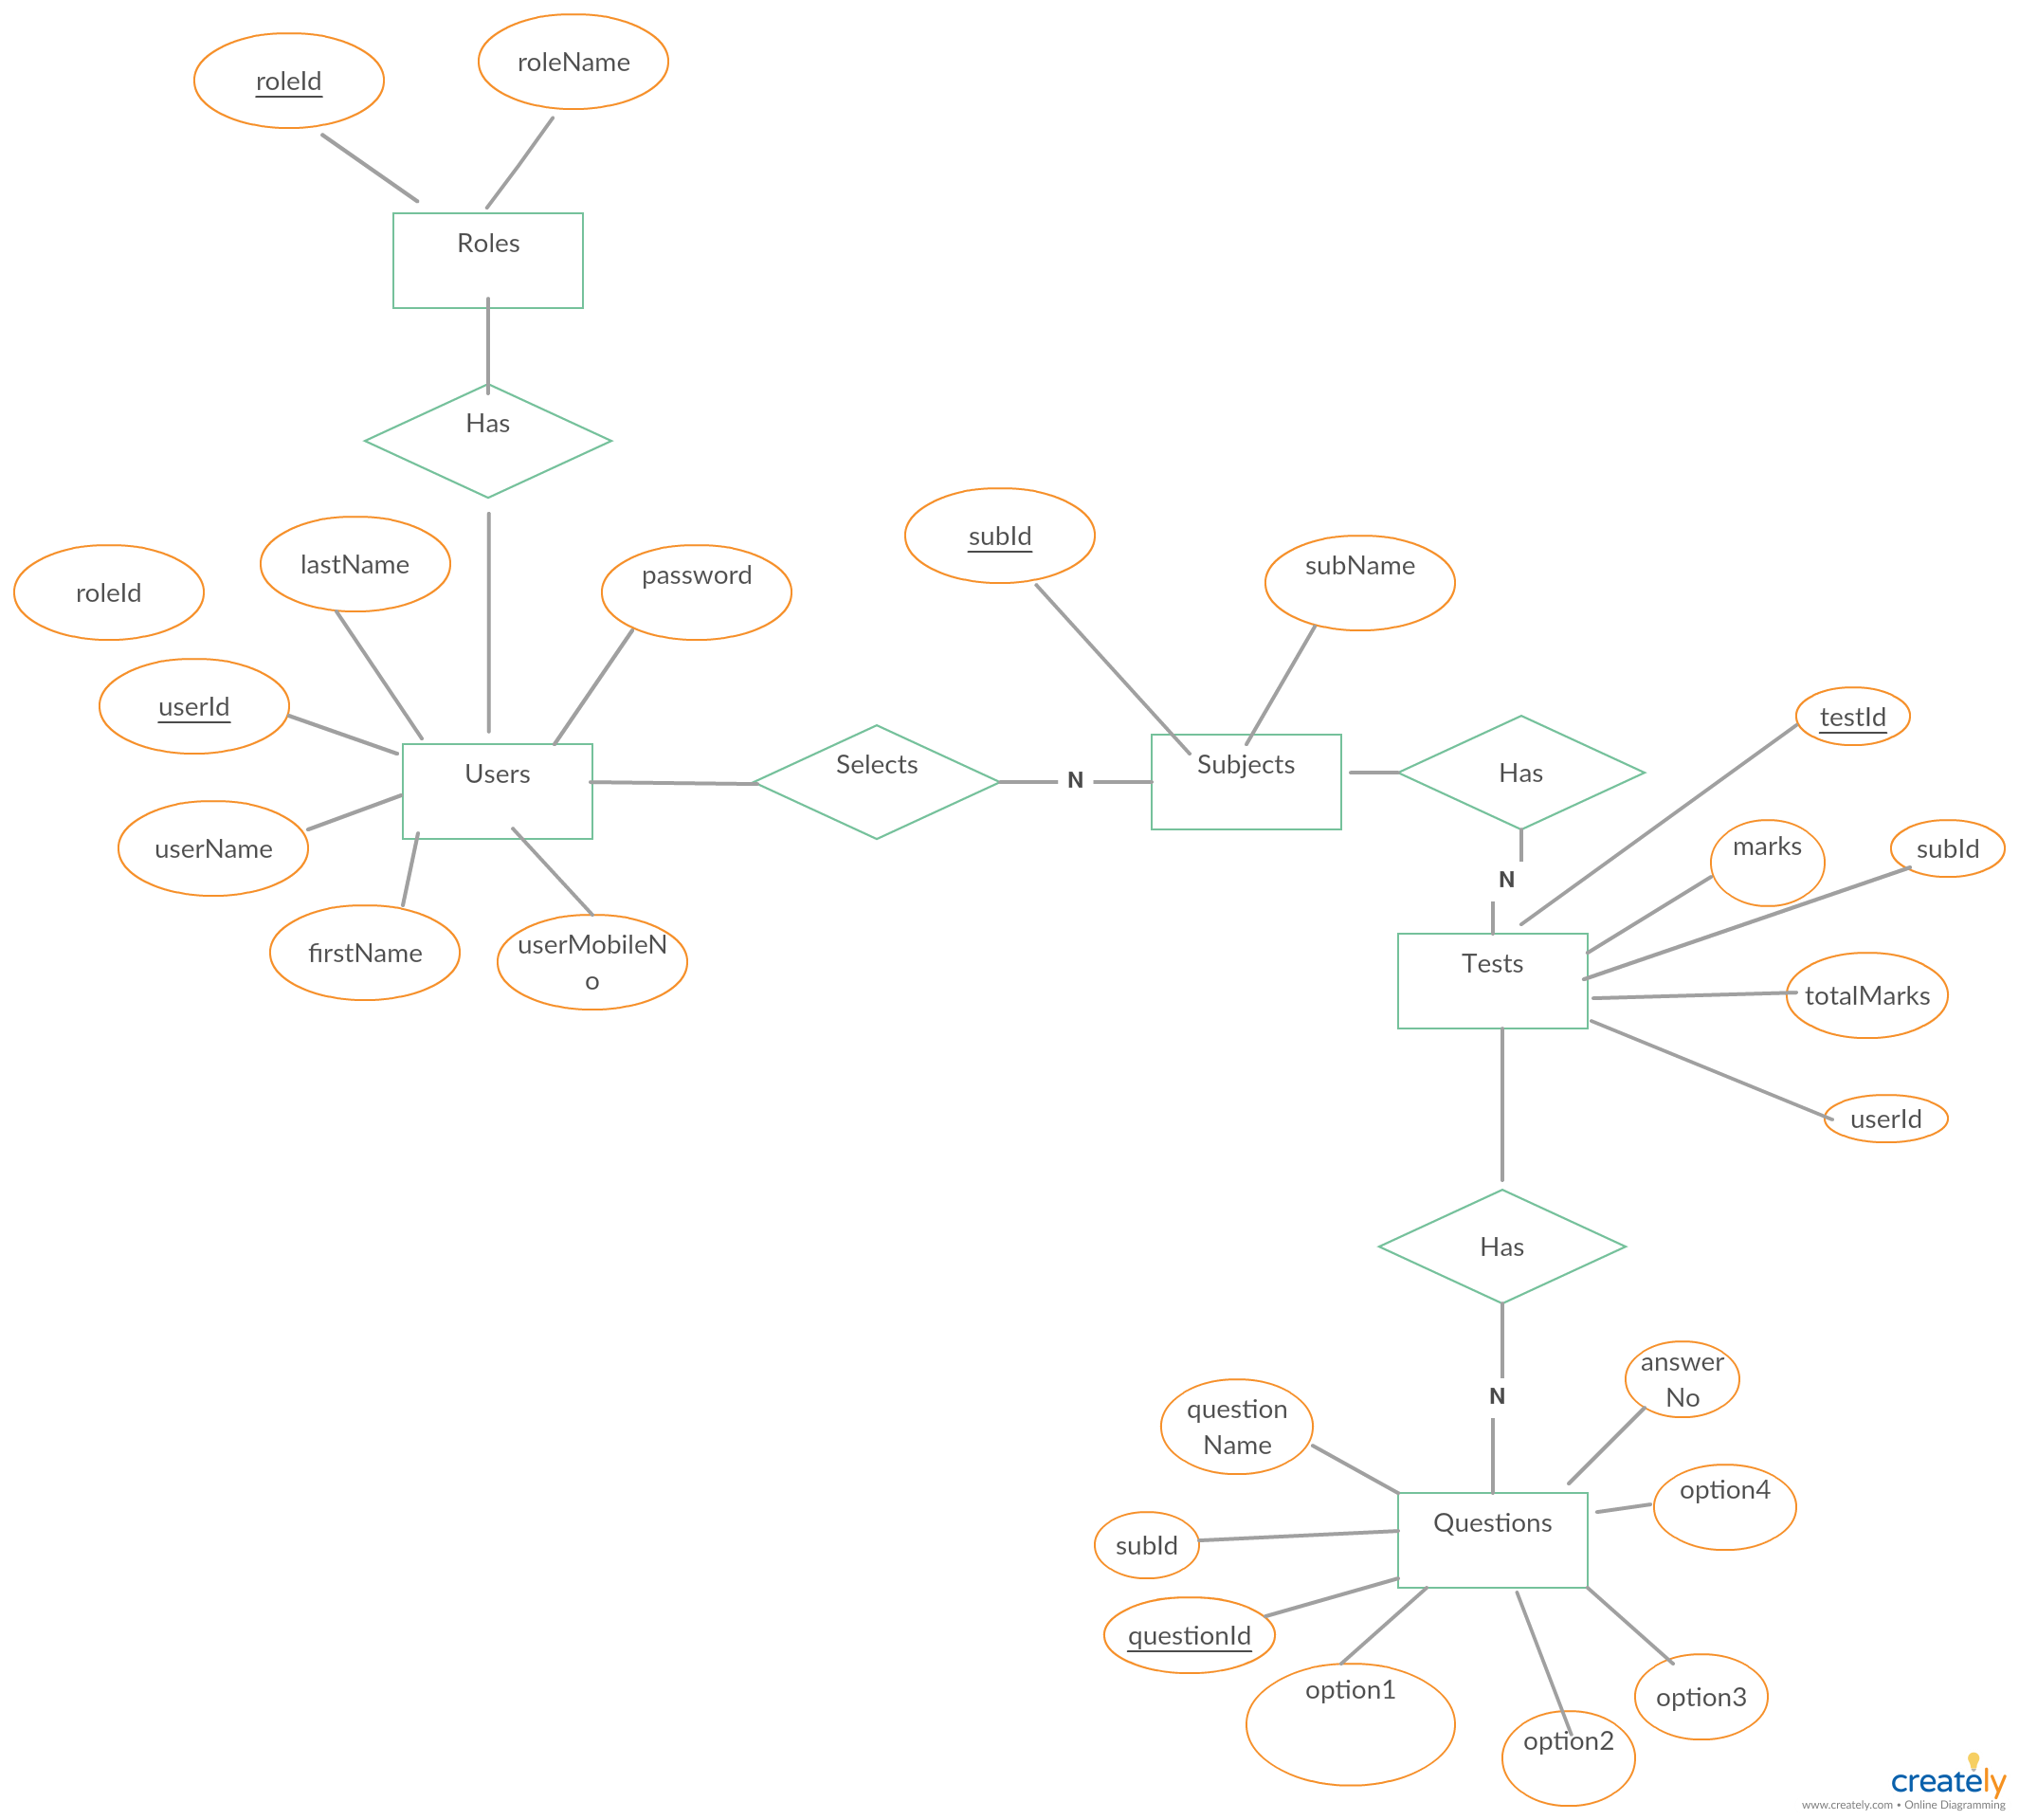 roleId
roleName
Roles
Has
roleId
lastName
password
userId
Users
userName
firstName
userMobileN
o
Selects
N
subId
subName
Subjects
Has
N
testId
marks
subId
Tests
totalMarks
userId
Has
N
question
Name
answer
No
option4
Questions
subId
questionId
option1
option2
option3
creately
www.creately.com • Online Diagramming